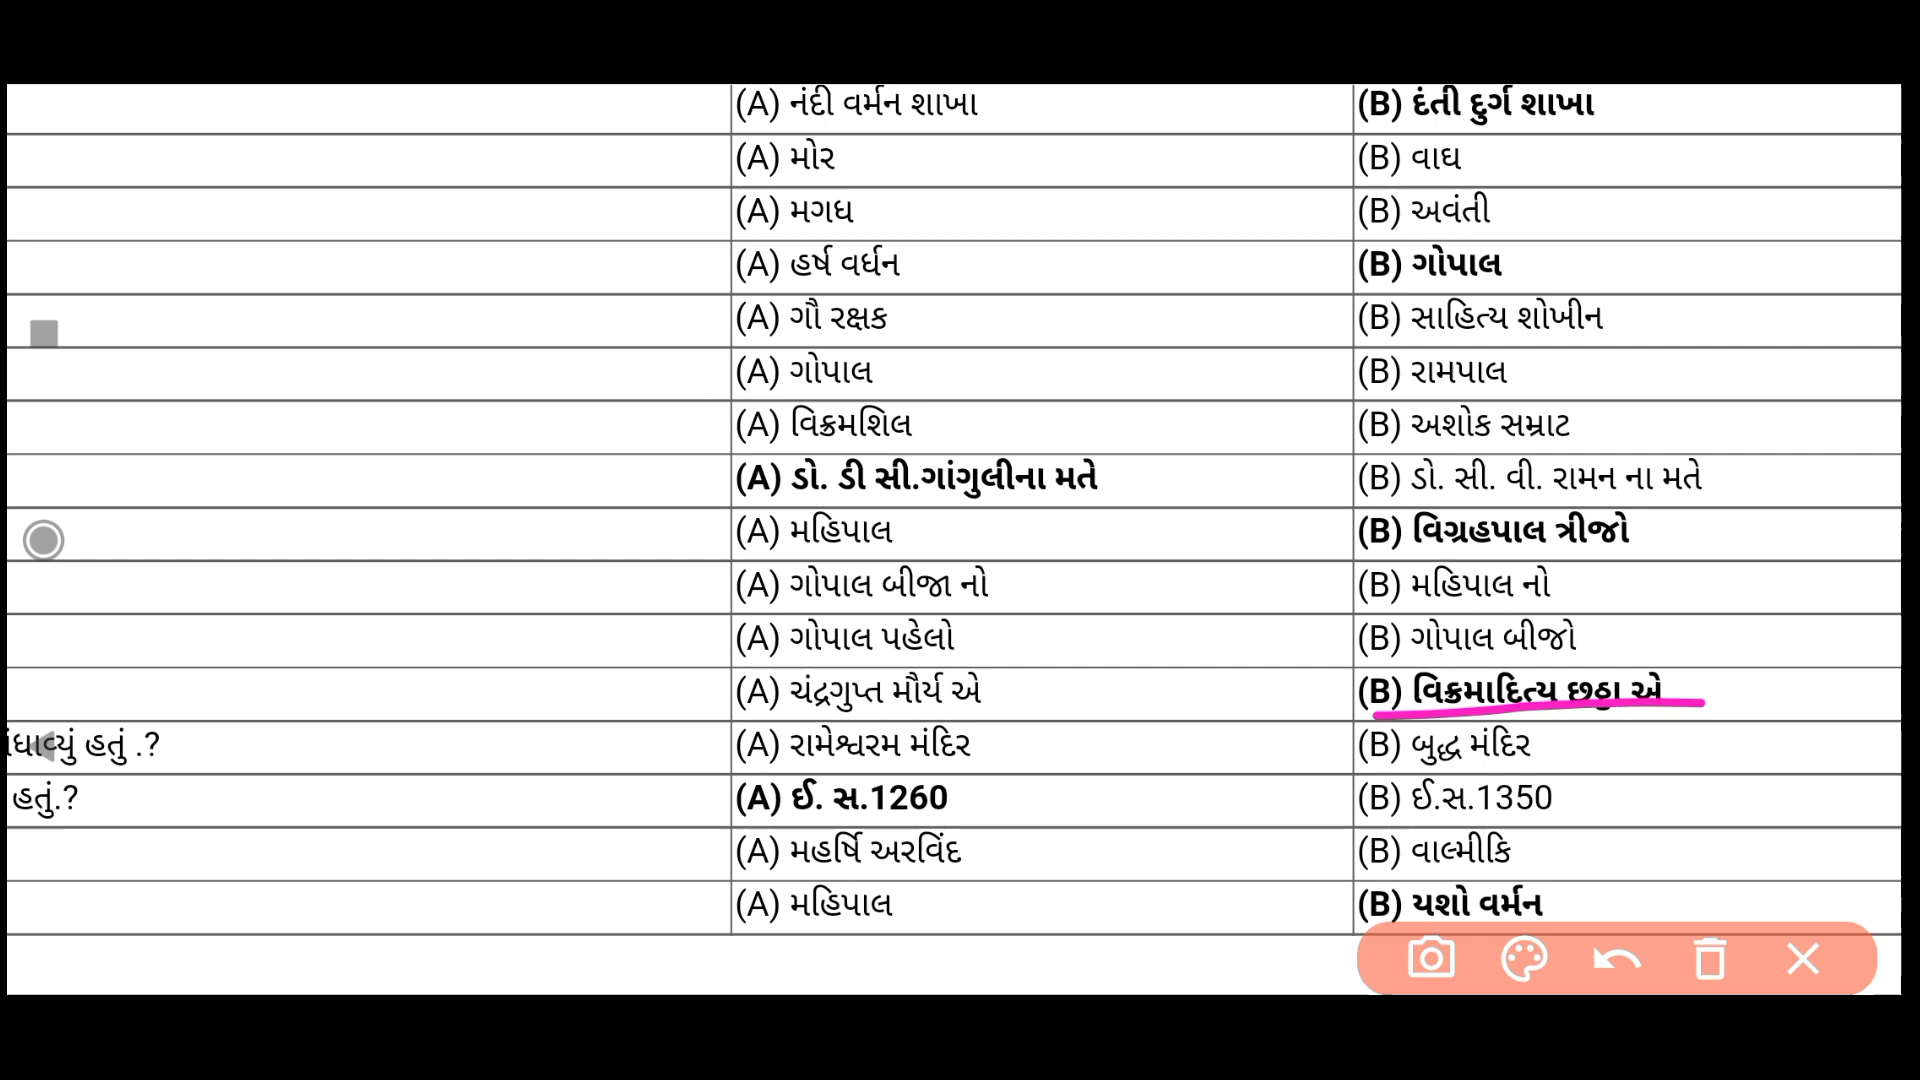 (A) નંદી વર્મન શાખા (B) દંતી દુર્ગ શાખા
(A) મોર (B) વાઘ
(A) મગધ (B) અવંતી
(A) હર્ષ વર્ધન (B) ગોપાલ
(A) ગૌ રક્ષક (B) સાહિત્ય શોખીન
(A) ગોપાલ (B) રામપાલ
(A) વિક્રમશિલ (B) અશોક સમ્રાટ
(A) ડો. ડી સી.ગાંગુલીના મતે (B) ડો. સી. વી. રામન ના મતે
(A) મહિપાલ (B) વિગ્રહપાલ ત્રીજો
(A) ગોપાલ બીજા નો (B) મહિપાલ નો
(A) ગોપાલ પહેલો (B) ગોપાલ બીજો
(A) ચંદ્રગુપ્ત મૌર્ય એ (B) વિક્રમાદિત્ય છઠ્ઠા એ
હતું .? (A) રામેશ્વરમ મંદિર (B) બુદ્ધ મંદિર
હતું.? (A) ઈ. સ.1260 (B) ઈ.સ.1350
(A) મહર્ષિ અરવિંદ (B) વાલ્મીકિ
(A) મહિપાલ (B) યશો વર્મન